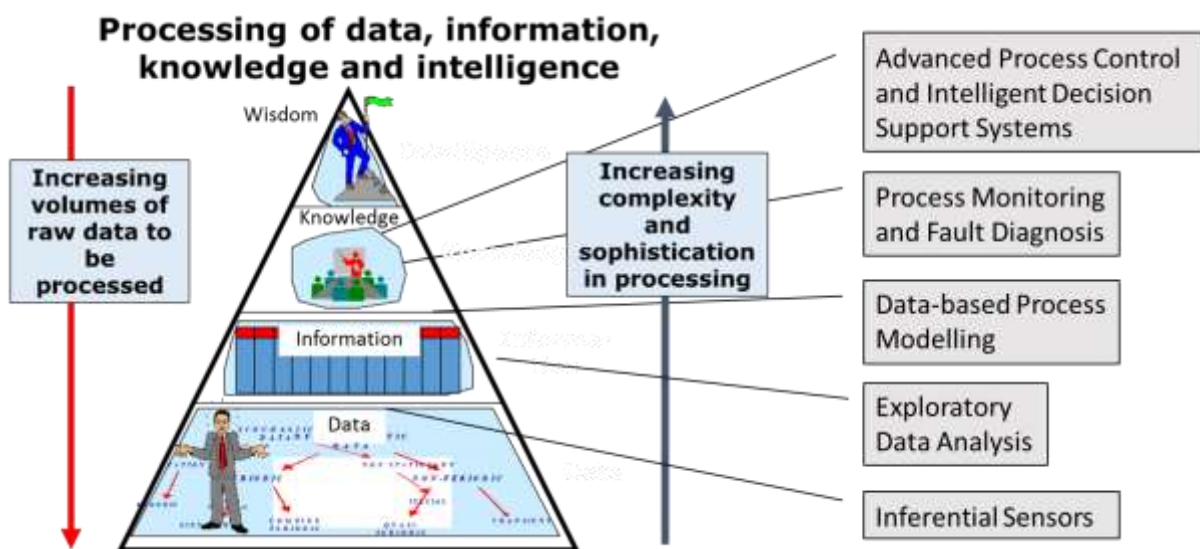 Processing of data, information,
knowledge and intelligence
Wisdom
Increasing
volumes of
raw data to
be
processed
Knowledge
Increasing
complexity
and
sophistication
in processing
Information
Data
Advanced Process Control
and Intelligent Decision
Support Systems
Process Monitoring
and Fault Diagnosis
Data-based Process
Modelling
Exploratory
Data Analysis
Inferential Sensors